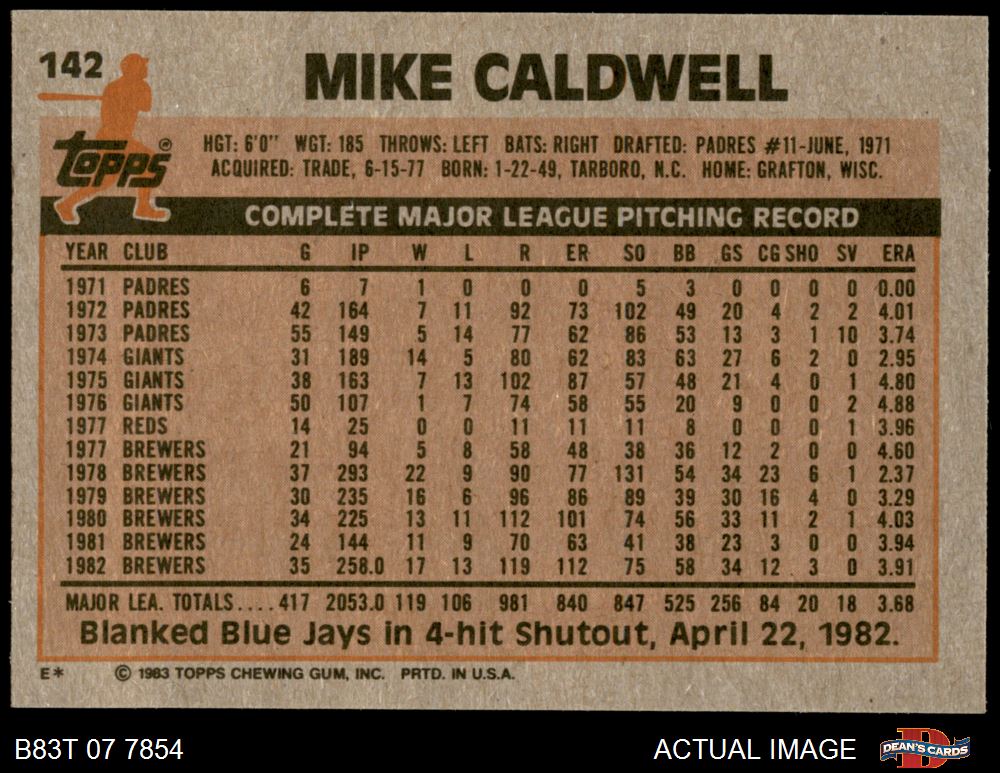 142
MIKE CALDWELL
topps®
HGT: 6'0" WGT: 185 THROWS: LEFT BATS: RIGHT DRAFTED: PADRES #11-JUNE, 1971
ACQUIRED: TRADE, 6-15-77 BORN: 1-22-49, TARBORO, N.C. HOME: GRAFTON, WISC.
COMPLETE MAJOR LEAGUE PITCHING RECORD
YEAR CLUB G IP W L R ER SO BB GS CG SHO SV ERA
1971 PADRES 6 7 1 0 0 0 5 3 0 0 0 0 0.00
1972 PADRES 42 164 7 11 92 73 102 49 20 4 2 2 4.01
1973 PADRES 55 149 5 14 77 62 86 53 13 3 1 10 3.74
1974 GIANTS 31 189 14 5 80 62 83 63 27 6 2 0 2.95
1975 GIANTS 38 163 7 13 102 87 57 48 21 4 0 1 4.80
1976 GIANTS 50 107 1 7 74 58 55 20 9 0 0 2 4.88
1977 REDS 14 25 0 0 11 11 11 8 0 0 0 1 3.96
1977 BREWERS 21 94 5 8 58 48 38 36 12 2 0 0 4.60
1978 BREWERS 37 293 22 9 90 77 131 54 34 23 6 1 2.37
1979 BREWERS 30 235 16 6 96 86 89 39 30 16 4 0 3.29
1980 BREWERS 34 225 13 11 112 101 74 56 33 11 2 1 4.03
1981 BREWERS 24 144 11 9 70 63 41 38 23 3 0 0 3.94
1982 BREWERS 35 258.0 17 13 119 112 75 58 34 12 3 0 3.91
MAJOR LEA. TOTALS.... 417 2053.0 119 106 981 840 847 525 256 84 20 18 3.68
Blanked Blue Jays in 4-hit Shutout, April 22, 1982.
E* © 1983 TOPPS CHEWING GUM, INC. PRTD. IN U.S.A.
B83T 07 7854 ACTUAL IMAGE DEAN'S CARDS